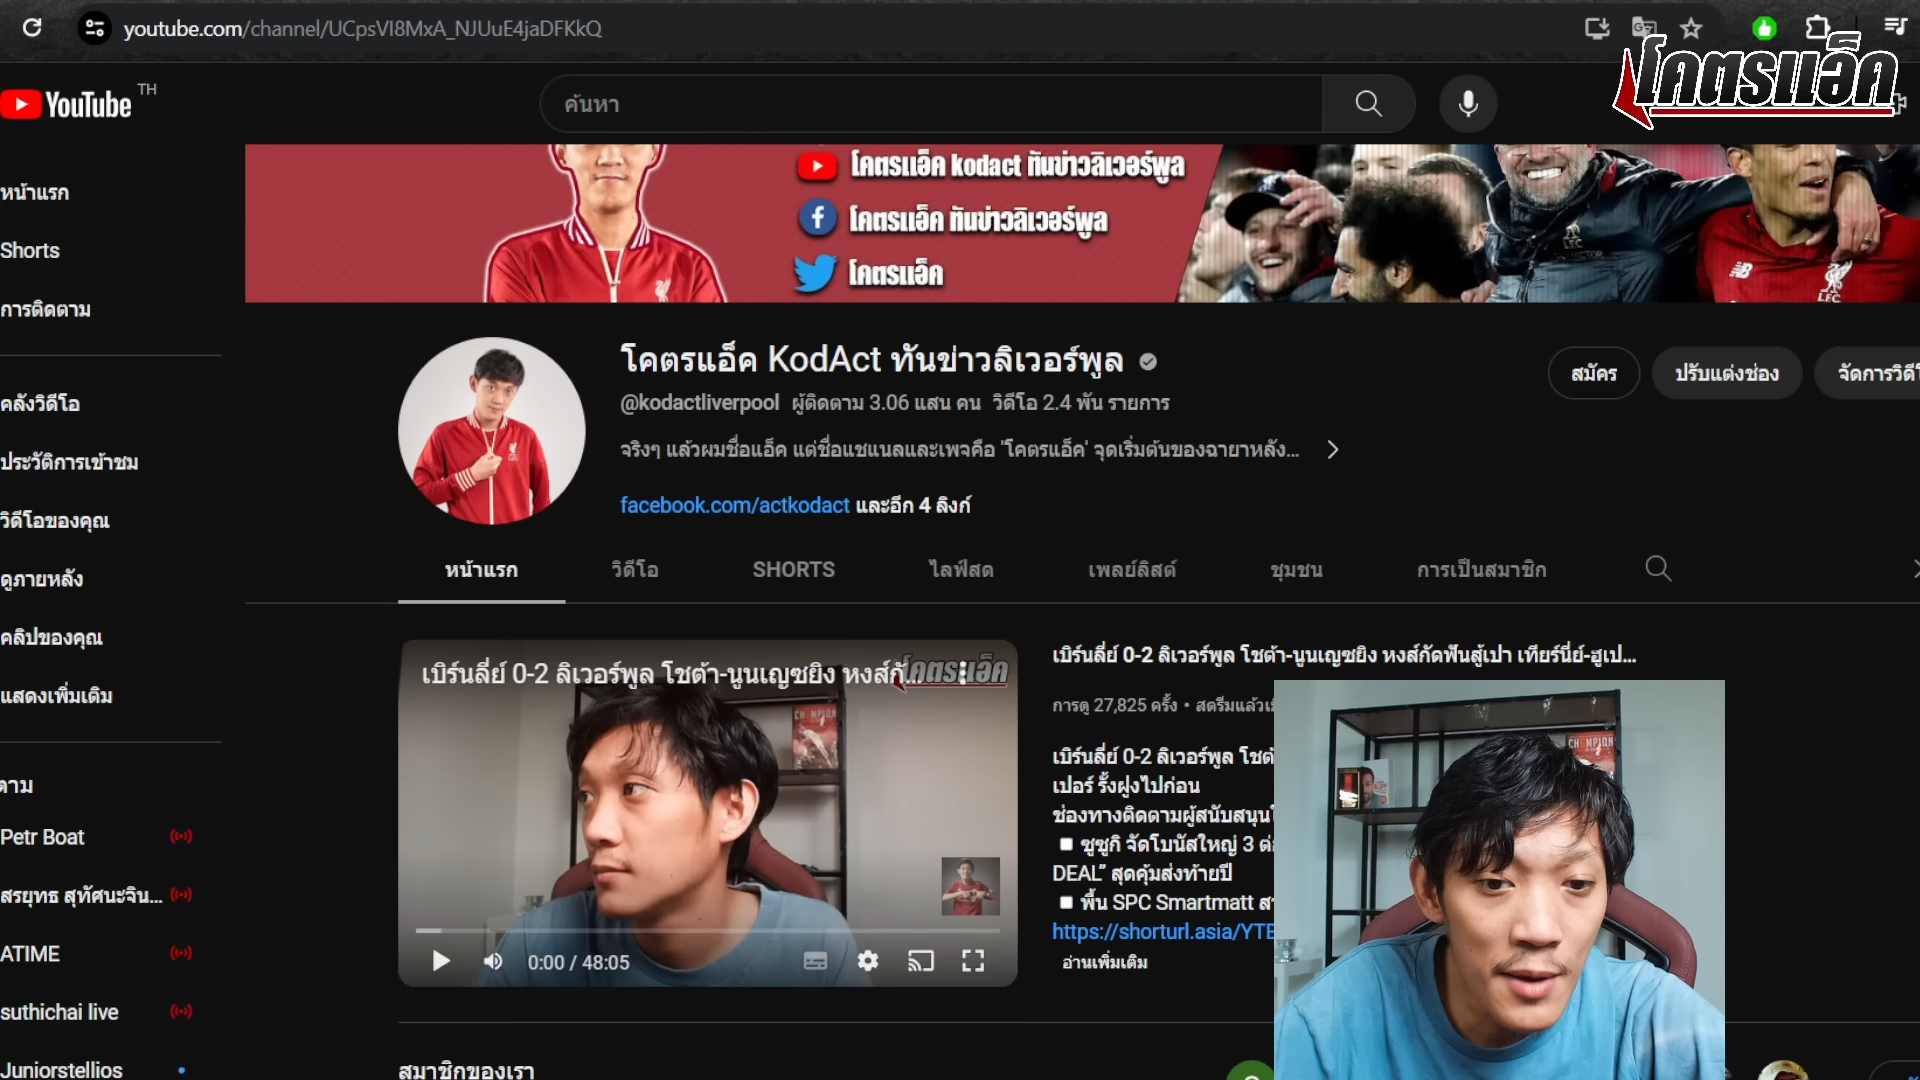 youtube.com/channel/UCpsVI8MxA_NJUuE4jaDFKkQ
โคตรแอ็ค
YouTube TH
ค้นหา
หน้าแรก
Shorts
การติดตาม
คลังวิดีโอ
ประวัติการเข้าชม
วิดีโอของคุณ
ดูภายหลัง
คลิปของคุณ
แสดงเพิ่มเติม
Petr Boat
สรยุทธ สุทัศนะจิน...
ATIME
suthichai live
Juniorstellios
โคตรแอ็ค kodact ทันข่าวลิเวอร์พูล
โคตรแอ็ค ทันข่าวลิเวอร์พูล
โคตรแอ็ค
โคตรแอ็ค KodAct ทันข่าวลิเวอร์พูล
@kodactliverpool ผู้ติดตาม 3.06 แสน คน วิดีโอ 2.4 พัน รายการ
จริงๆ แล้วผมชื่อแอ็ค แต่ชื่อแชแนลและเพจคือ 'โคตรแอ็ค' จุดเริ่มต้นของฉายาหลัง...
facebook.com/actkodact และอีก 4 ลิงก์
สมัคร
ปรับแต่งช่อง
จัดการวิดีโ
หน้าแรก
วิดีโอ
SHORTS
ไลฟ์สด
เพลย์ลิสต์
ชุมชน
การเป็นสมาชิก
เบิร์นลี่ย์ 0-2 ลิเวอร์พูล โชต้า-นูนเญซยิง หงส์กั...
โคตรแอ็ค
0:00 / 48:05
เบิร์นลี่ย์ 0-2 ลิเวอร์พูล โชต้า-นูนเญซยิง หงส์กัดฟันสู้เปา เทียร์นี่ย์-ฮูเป...
การดู 27,825 ครั้ง • สตรีมแล้วเ
เบิร์นลี่ย์ 0-2 ลิเวอร์พูล โชต้
เปอร์ รั้งฝูงไปก่อน
ช่องทางติดตามผู้สนับสนุน
ซูซูกิ จัดโบนัสใหญ่ 3 ต่
DEAL” สุดคุ้มส่งท้ายปี
พื้น SPC Smartmatt ส
https://shorturl.asia/YTE
อ่านเพิ่มเติม
สมาชิกของเรา